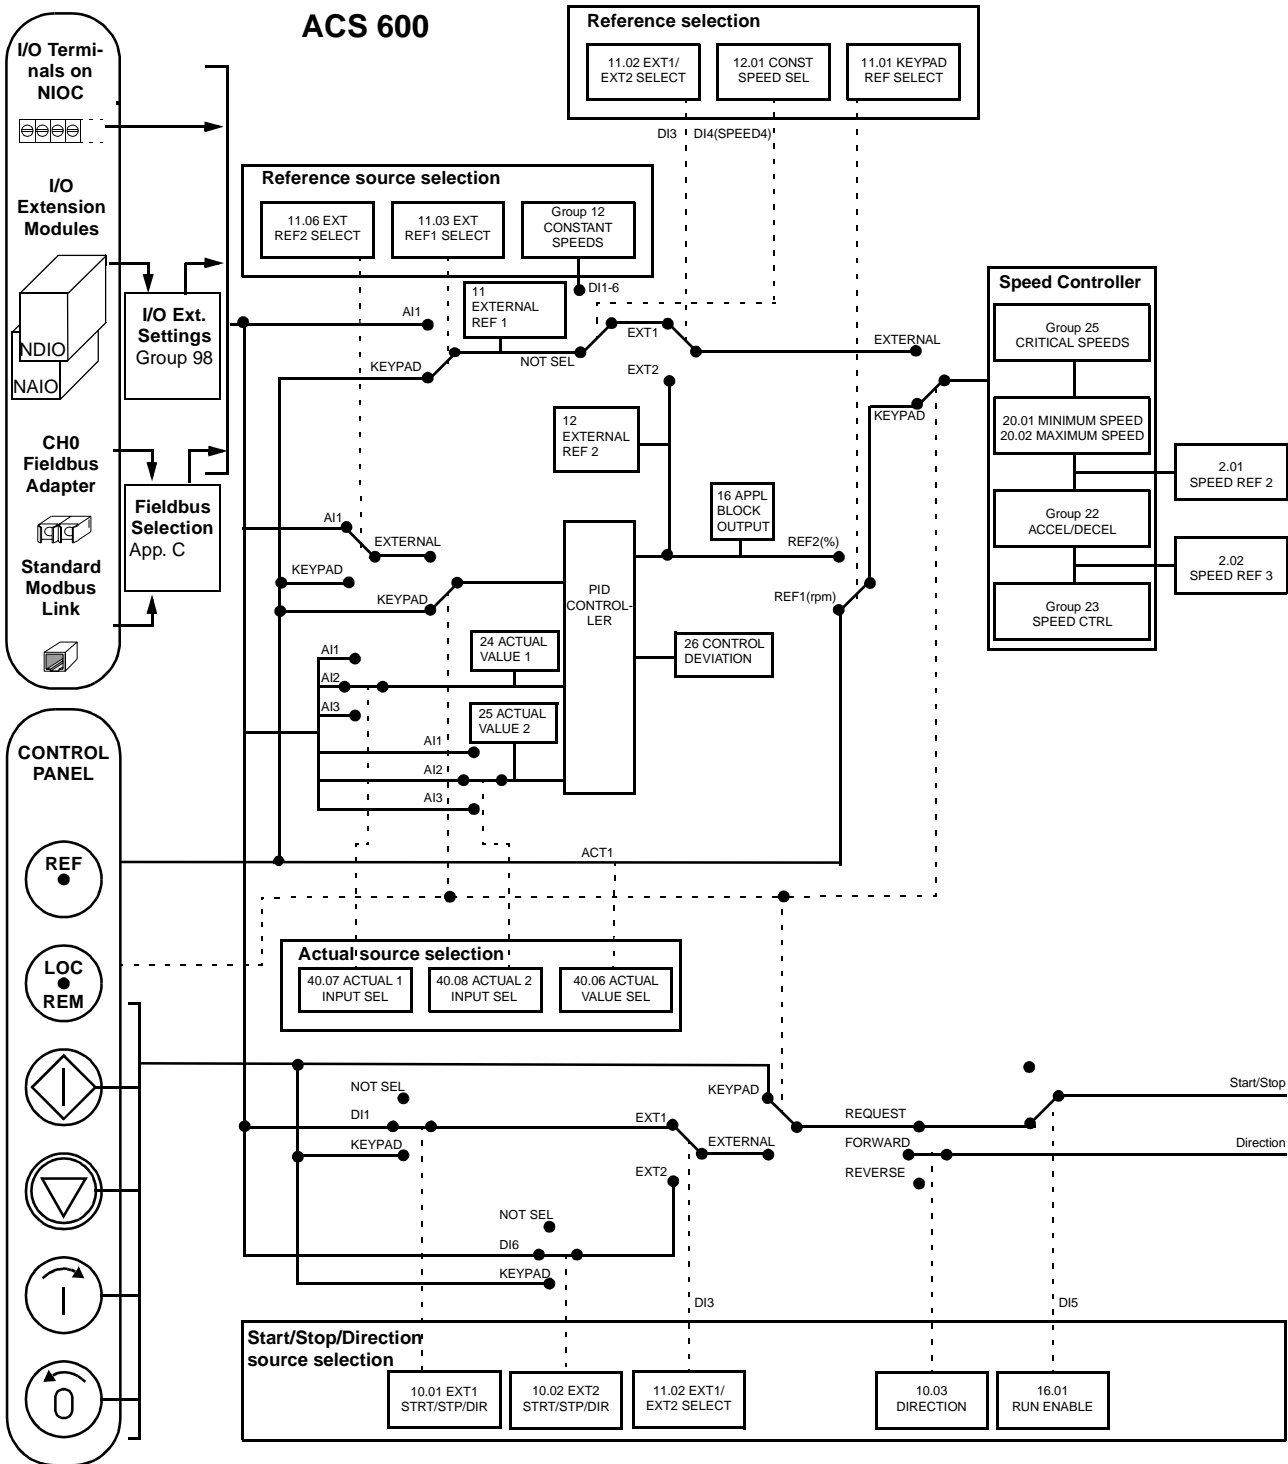 ACS 600
I/O Termi-
nals on
NIOC
I/O
Extension
Modules
NDIO
NAIO
I/O Ext.
Settings
Group 98
CH0
Fieldbus
Adapter
Fieldbus
Selection
App. C
Standard
Modbus
Link
Reference selection
11.02 EXT1/
EXT2 SELECT
12.01 CONST
SPEED SEL
11.01 KEYPAD
REF SELECT
DI3
DI4(SPEED4)
Reference source selection
11.06 EXT
REF2 SELECT
11.03 EXT
REF1 SELECT
Group 12
CONSTANT
SPEEDS
DI1-6
11
EXTERNAL
REF 1
AI1
KEYPAD
NOT SEL
EXT1
EXT2
EXTERNAL
KEYPAD
12
EXTERNAL
REF 2
16 APPL
BLOCK
OUTPUT
REF2(%)
REF1(rpm)
AI1
EXTERNAL
KEYPAD
KEYPAD
PID
CONTROL-
LER
24 ACTUAL
VALUE 1
26 CONTROL
DEVIATION
AI1
AI2
AI3
25 ACTUAL
VALUE 2
AI1
AI2
AI3
ACT1
Speed Controller
Group 25
CRITICAL SPEEDS
20.01 MINIMUM SPEED
20.02 MAXIMUM SPEED
2.01
SPEED REF 2
Group 22
ACCEL/DECEL
2.02
SPEED REF 3
Group 23
SPEED CTRL
CONTROL
PANEL
REF
LOC
REM
Actual source selection
40.07 ACTUAL 1
INPUT SEL
40.08 ACTUAL 2
INPUT SEL
40.06 ACTUAL
VALUE SEL
NOT SEL
DI1
KEYPAD
EXT1
EXTERNAL
EXT2
KEYPAD
REQUEST
FORWARD
REVERSE
Start/Stop
Direction
NOT SEL
DI6
KEYPAD
DI3
DI5
Start/Stop/Direction
source selection
10.01 EXT1
STRT/STP/DIR
10.02 EXT2
STRT/STP/DIR
11.02 EXT1/
EXT2 SELECT
10.03
DIRECTION
16.01
RUN ENABLE